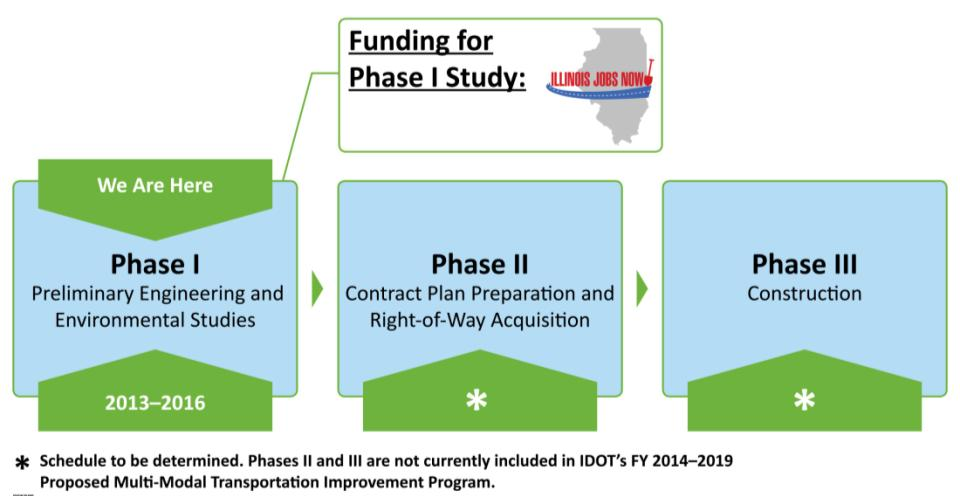 Funding for
Phase I Study:
ILLINOIS JOBS NOW
We Are Here
Phase I
Preliminary Engineering and
Environmental Studies
2013–2016
Phase II
Contract Plan Preparation and
Right-of-Way Acquisition
*
Phase III
Construction
*
* Schedule to be determined. Phases II and III are not currently included in IDOT's FY 2014–2019
Proposed Multi-Modal Transportation Improvement Program.